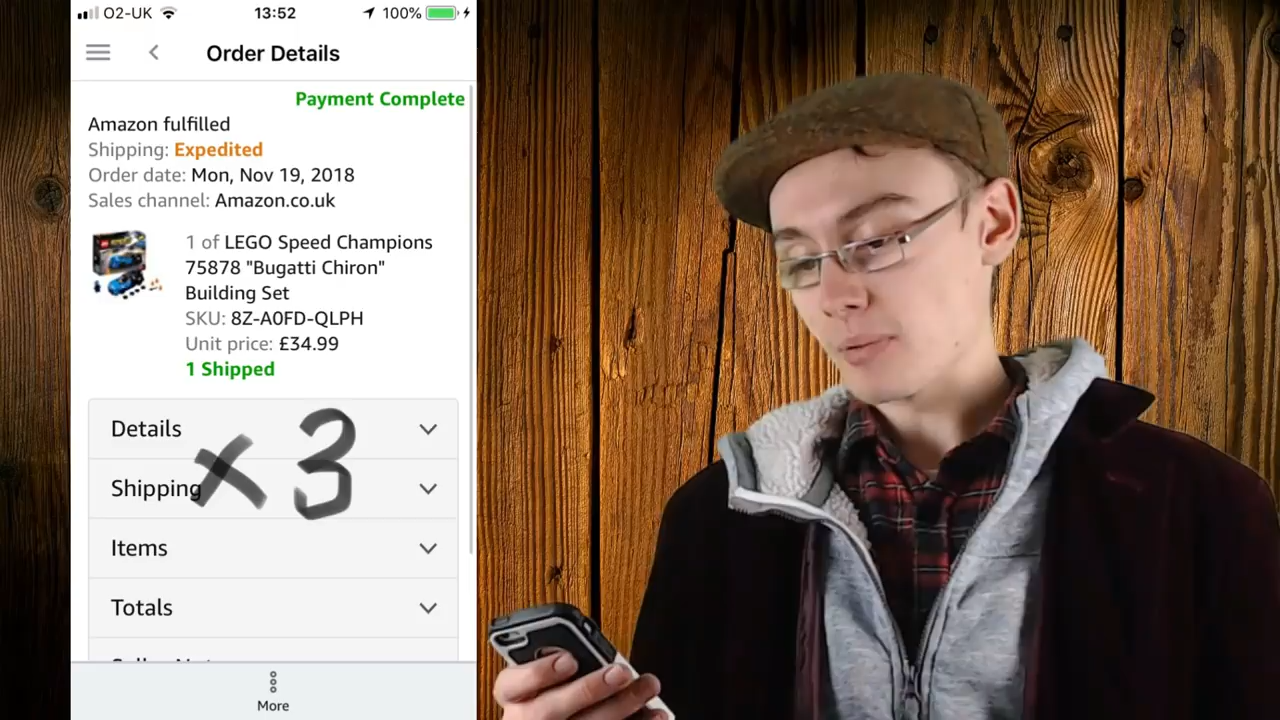 O2-UK 13:52 100%
Order Details
Payment Complete
Amazon fulfilled
Shipping: Expedited
Order date: Mon, Nov 19, 2018
Sales channel: Amazon.co.uk
1 of LEGO Speed Champions
75878 "Bugatti Chiron"
Building Set
SKU: 8Z-A0FD-QLPH
Unit price: £34.99
1 Shipped
Details
× 3
Shipping
Items
Totals
More